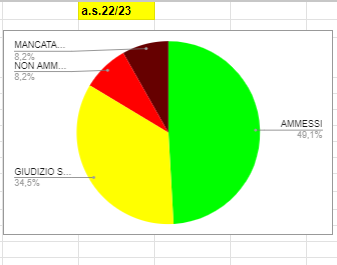 a.s.22/23
MANCATA...
8,2%
NON AMM...
8,2%
AMMESSI
49,1%
GIUDIZIO S...
34,5%